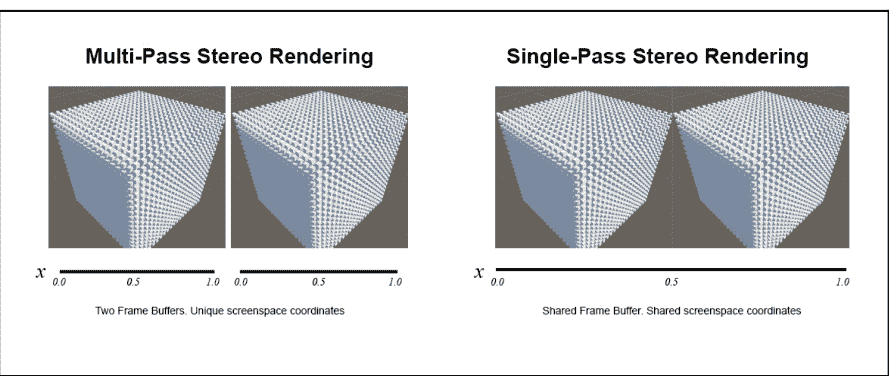 Multi-Pass Stereo Rendering
x
0.0 0.5 1.0 0.0 0.5 1.0
Two Frame Buffers. Unique screenspace coordinates
Single-Pass Stereo Rendering
x
0.0 0.5 1.0
Shared Frame Buffer. Shared screenspace coordinates